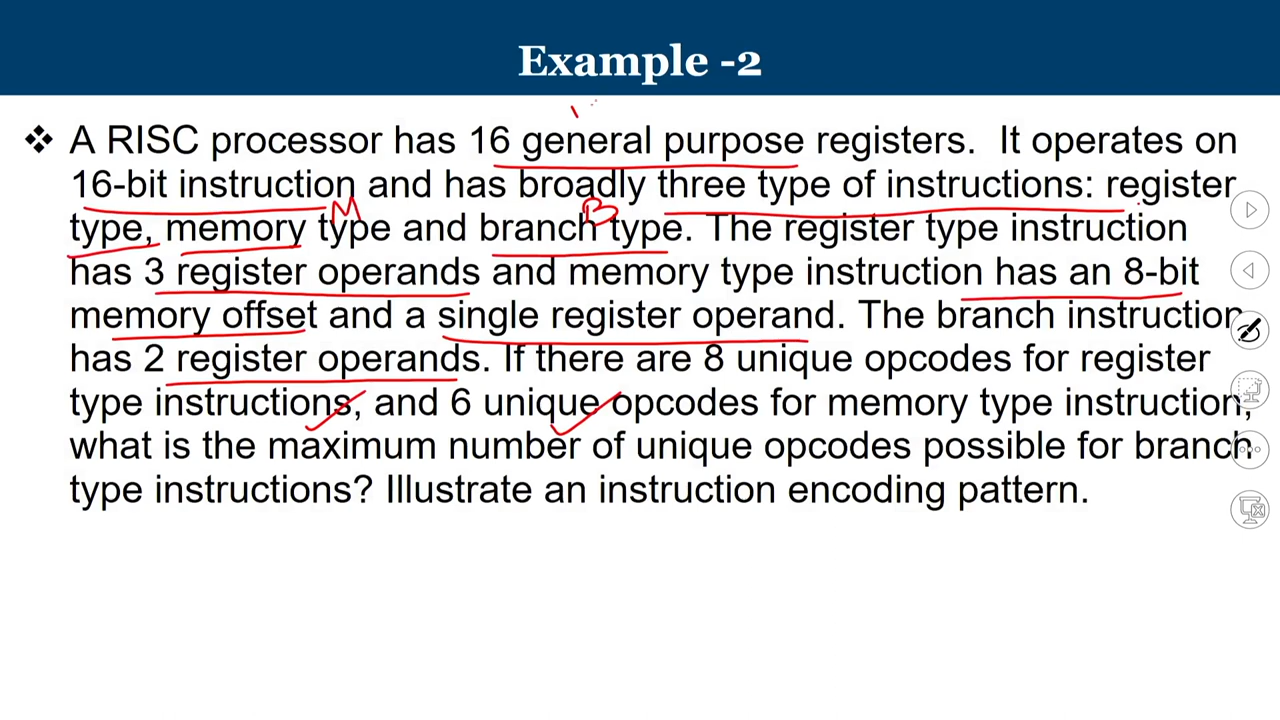 Example -2
❖ A RISC processor has 16 general purpose registers. It operates on
16-bit instruction and has broadly three type of instructions: register
M B
type, memory type and branch type. The register type instruction
has 3 register operands and memory type instruction has an 8-bit
memory offset and a single register operand. The branch instruction
has 2 register operands. If there are 8 unique opcodes for register
type instructions, and 6 unique opcodes for memory type instruction,
what is the maximum number of unique opcodes possible for branch
type instructions? Illustrate an instruction encoding pattern.